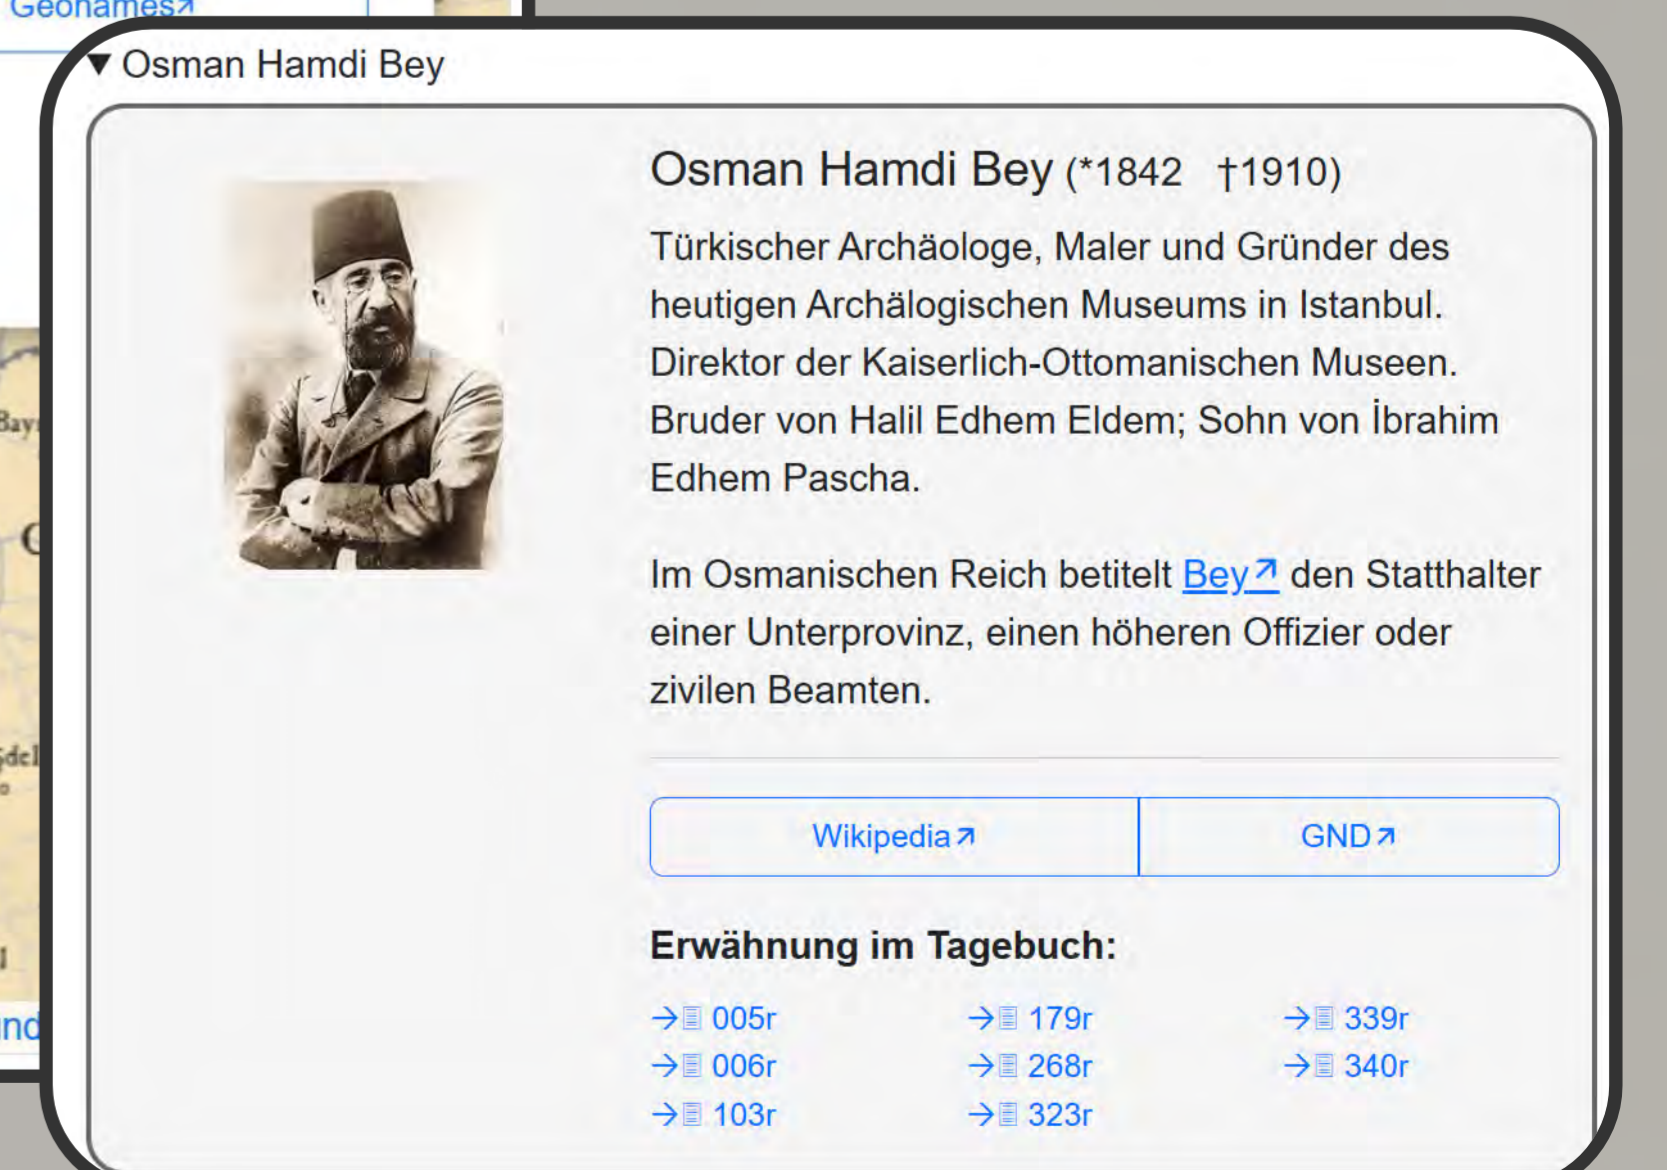 Geonames↗
▼ Osman Hamdi Bey
Osman Hamdi Bey (*1842 †1910)
Türkischer Archäologe, Maler und Gründer des
heutigen Archälogischen Museums in Istanbul.
Direktor der Kaiserlich-Ottomanischen Museen.
Bruder von Halil Edhem Eldem; Sohn von İbrahim
Edhem Pascha.
Im Osmanischen Reich betitelt Bey↗ den Statthalter
einer Unterprovinz, einen höheren Offizier oder
zivilen Beamten.
Wikipedia↗ GND↗
Erwähnung im Tagebuch:
→ 005r → 179r → 339r
→ 006r → 268r → 340r
→ 103r → 323r